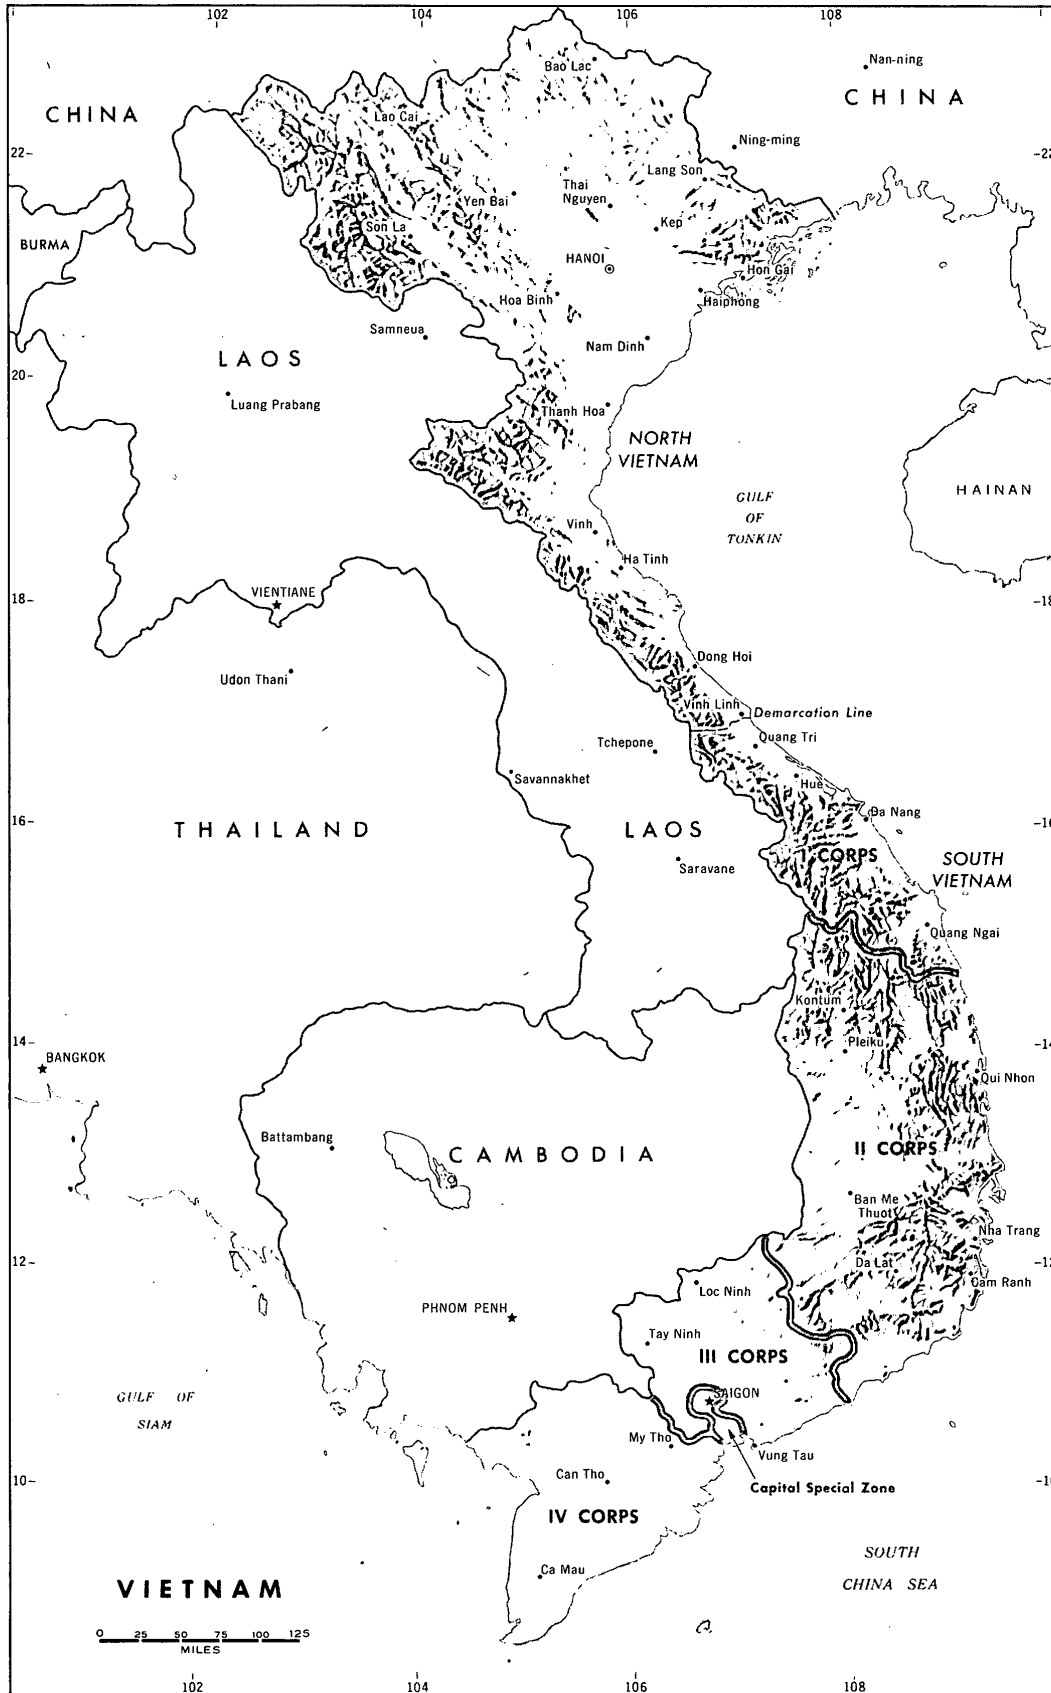 102
104
106
108
Bao Lac
Nan-ning
CHINA
CHINA
Lao Cai
Ning-ming
22
22
Lang Son
Thai
Nguyen
Yen Bai
Kep
Son La
BURMA
HANOI
Hon Gai
Hoa Binh
Haiphong
Samneua
Nam Dinh
LAOS
20
Luang Prabang
Thanh Hoa
NORTH
VIETNAM
GULF
OF
TONKIN
HAINAN
Vinh
Ha Tinh
VIENTIANE
18
18
Udon Thani
Dong Hoi
Vinh Linh
Demarcation Line
Tchepone
Quang Tri
Savannakhet
Hue
Da Nang
16
16
THAILAND
LAOS
I CORPS
SOUTH
VIETNAM
Saravane
Quang Ngai
Kontum
14
14
Pleiku
BANGKOK
Qui Nhon
Battambang
CAMBODIA
II CORPS
Ban Me
Thuot
Nha Trang
12
Da Lat
Cam Ranh
Loc Ninh
PHNOM PENH
Tay Ninh
III CORPS
GULF OF
SIAM
SAIGON
My Tho
Vung Tau
10
Can Tho
Capital Special Zone
IV CORPS
SOUTH
CHINA SEA
Ca Mau
VIETNAM
0 25 50 75 100 125
MILES
102
104
106
108